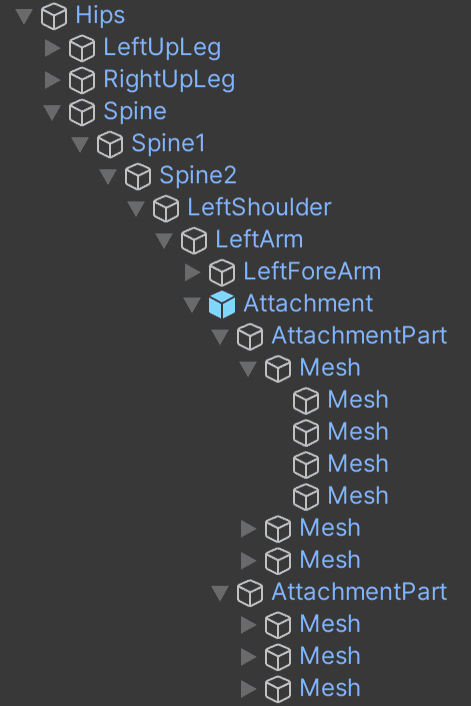 Hips
LeftUpLeg
RightUpLeg
Spine
Spine1
Spine2
LeftShoulder
LeftArm
LeftForeArm
Attachment
AttachmentPart
Mesh
Mesh
Mesh
Mesh
Mesh
Mesh
Mesh
AttachmentPart
Mesh
Mesh
Mesh